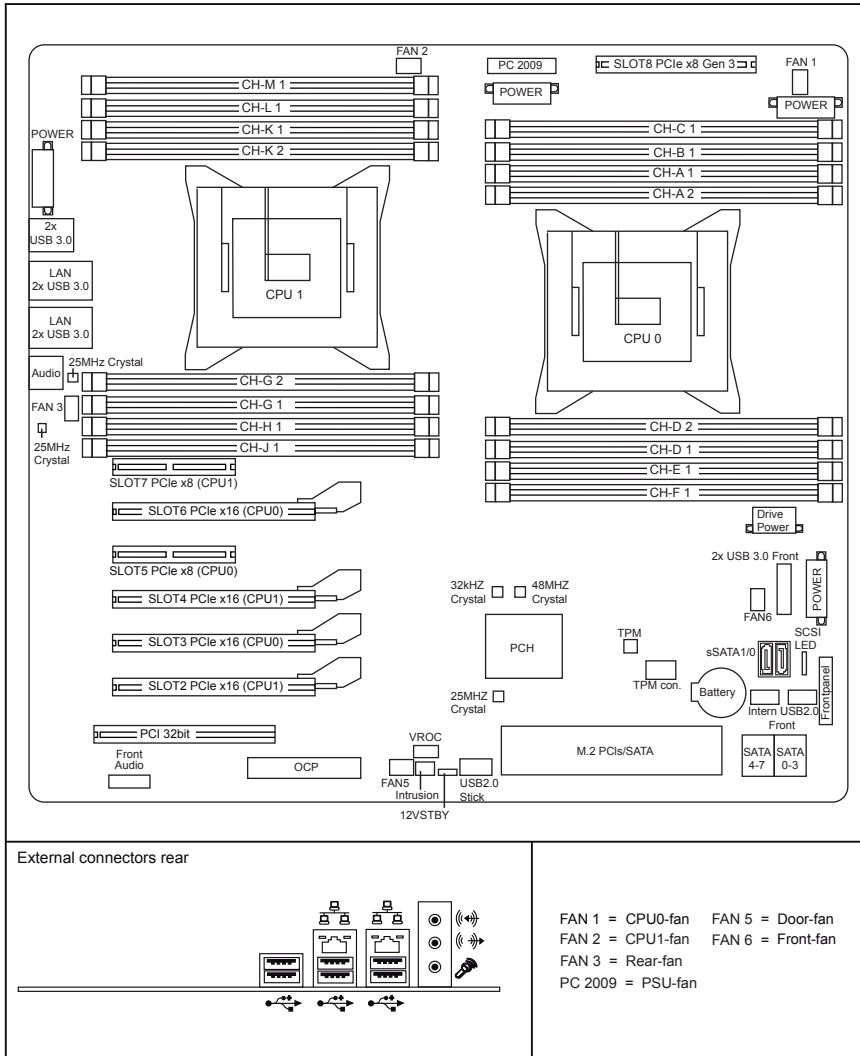 FAN 2
PC 2009
SLOT8 PCIe x8 Gen 3
FAN 1
POWER
POWER
CH-M 1
CH-L 1
CH-K 1
CH-K 2
CH-C 1
CH-B 1
CH-A 1
CH-A 2
POWER
2x
USB 3.0
LAN
2x USB 3.0
LAN
2x USB 3.0
CPU 1
CPU 0
Audio
25MHz Crystal
FAN 3
25MHz
Crystal
CH-G 2
CH-G 1
CH-H 1
CH-J 1
CH-D 2
CH-D 1
CH-E 1
CH-F 1
SLOT7 PCIe x8 (CPU1)
SLOT6 PCIe x16 (CPU0)
SLOT5 PCIe x8 (CPU0)
SLOT4 PCIe x16 (CPU1)
SLOT3 PCIe x16 (CPU0)
SLOT2 PCIe x16 (CPU1)
PCI 32bit
Front
Audio
OCP
Drive
Power
2x USB 3.0 Front
POWER
FAN6
32kHZ
Crystal
48MHZ
Crystal
PCH
25MHZ
Crystal
TPM
TPM con.
SCSI
LED
sSATA1/0
Battery
Intern USB2.0
Front
Frontpanel
M.2 PCIs/SATA
SATA
4-7
SATA
0-3
VROC
FAN5
Intrusion
12VSTBY
USB2.0
Stick
External connectors rear
FAN 1 = CPU0-fan FAN 5 = Door-fan
FAN 2 = CPU1-fan FAN 6 = Front-fan
FAN 3 = Rear-fan
PC 2009 = PSU-fan